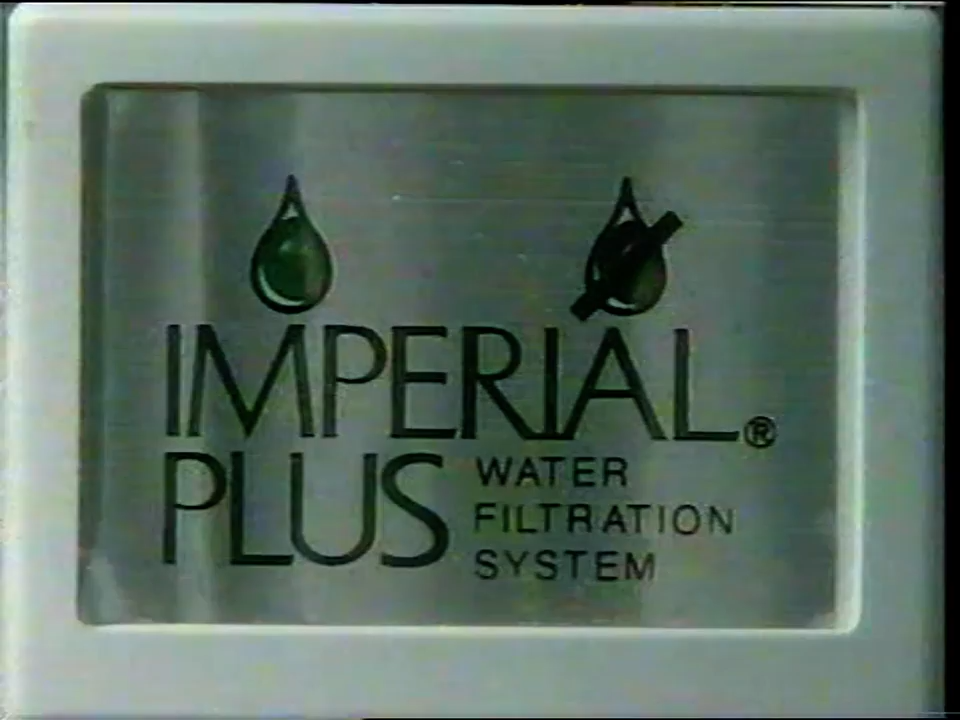 IMPERIAL®
PLUS
WATER
FILTRATION
SYSTEM